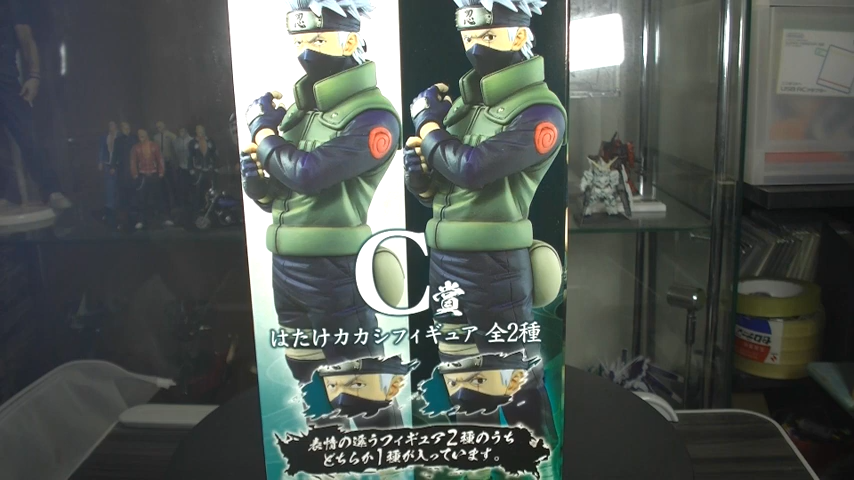 忍
忍
C賞
はたけカカシフィギュア 全2種
表情の違うフィギュア2種のうち
どちらか1種が入っています。